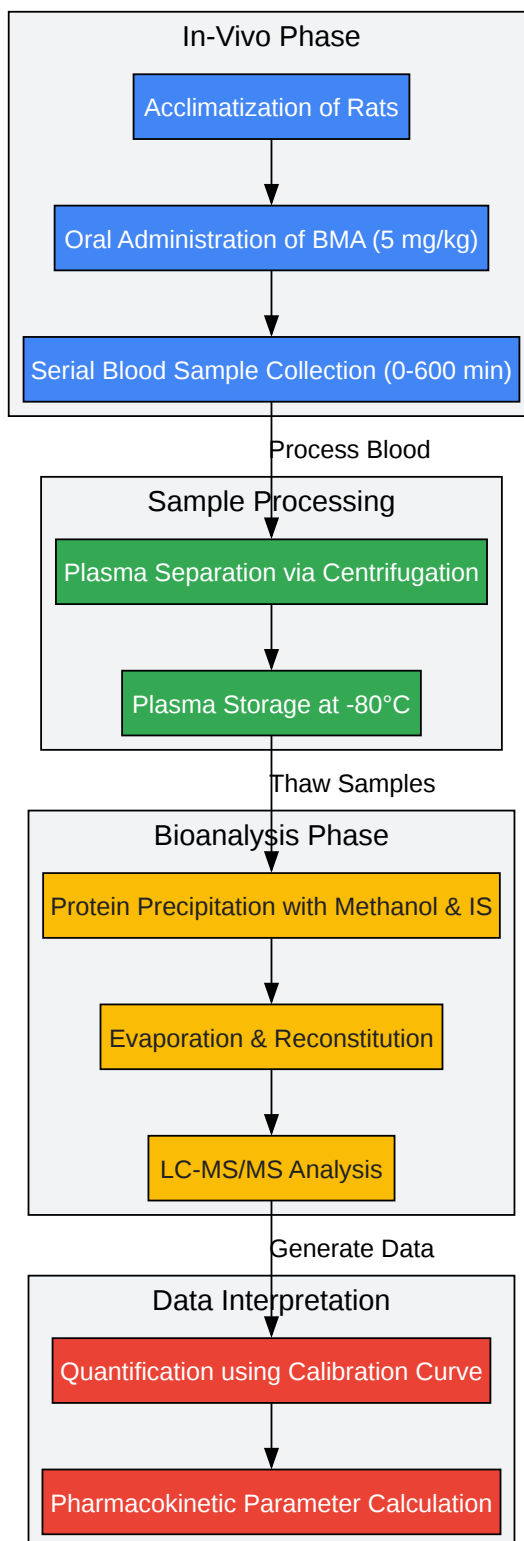 In-Vivo Phase
Acclimatization of Rats
Oral Administration of BMA (5 mg/kg)
Serial Blood Sample Collection (0-600 min)
Process Blood
Sample Processing
Plasma Separation via Centrifugation
Plasma Storage at -80°C
Thaw Samples
Bioanalysis Phase
Protein Precipitation with Methanol & IS
Evaporation & Reconstitution
LC-MS/MS Analysis
Generate Data
Data Interpretation
Quantification using Calibration Curve
Pharmacokinetic Parameter Calculation